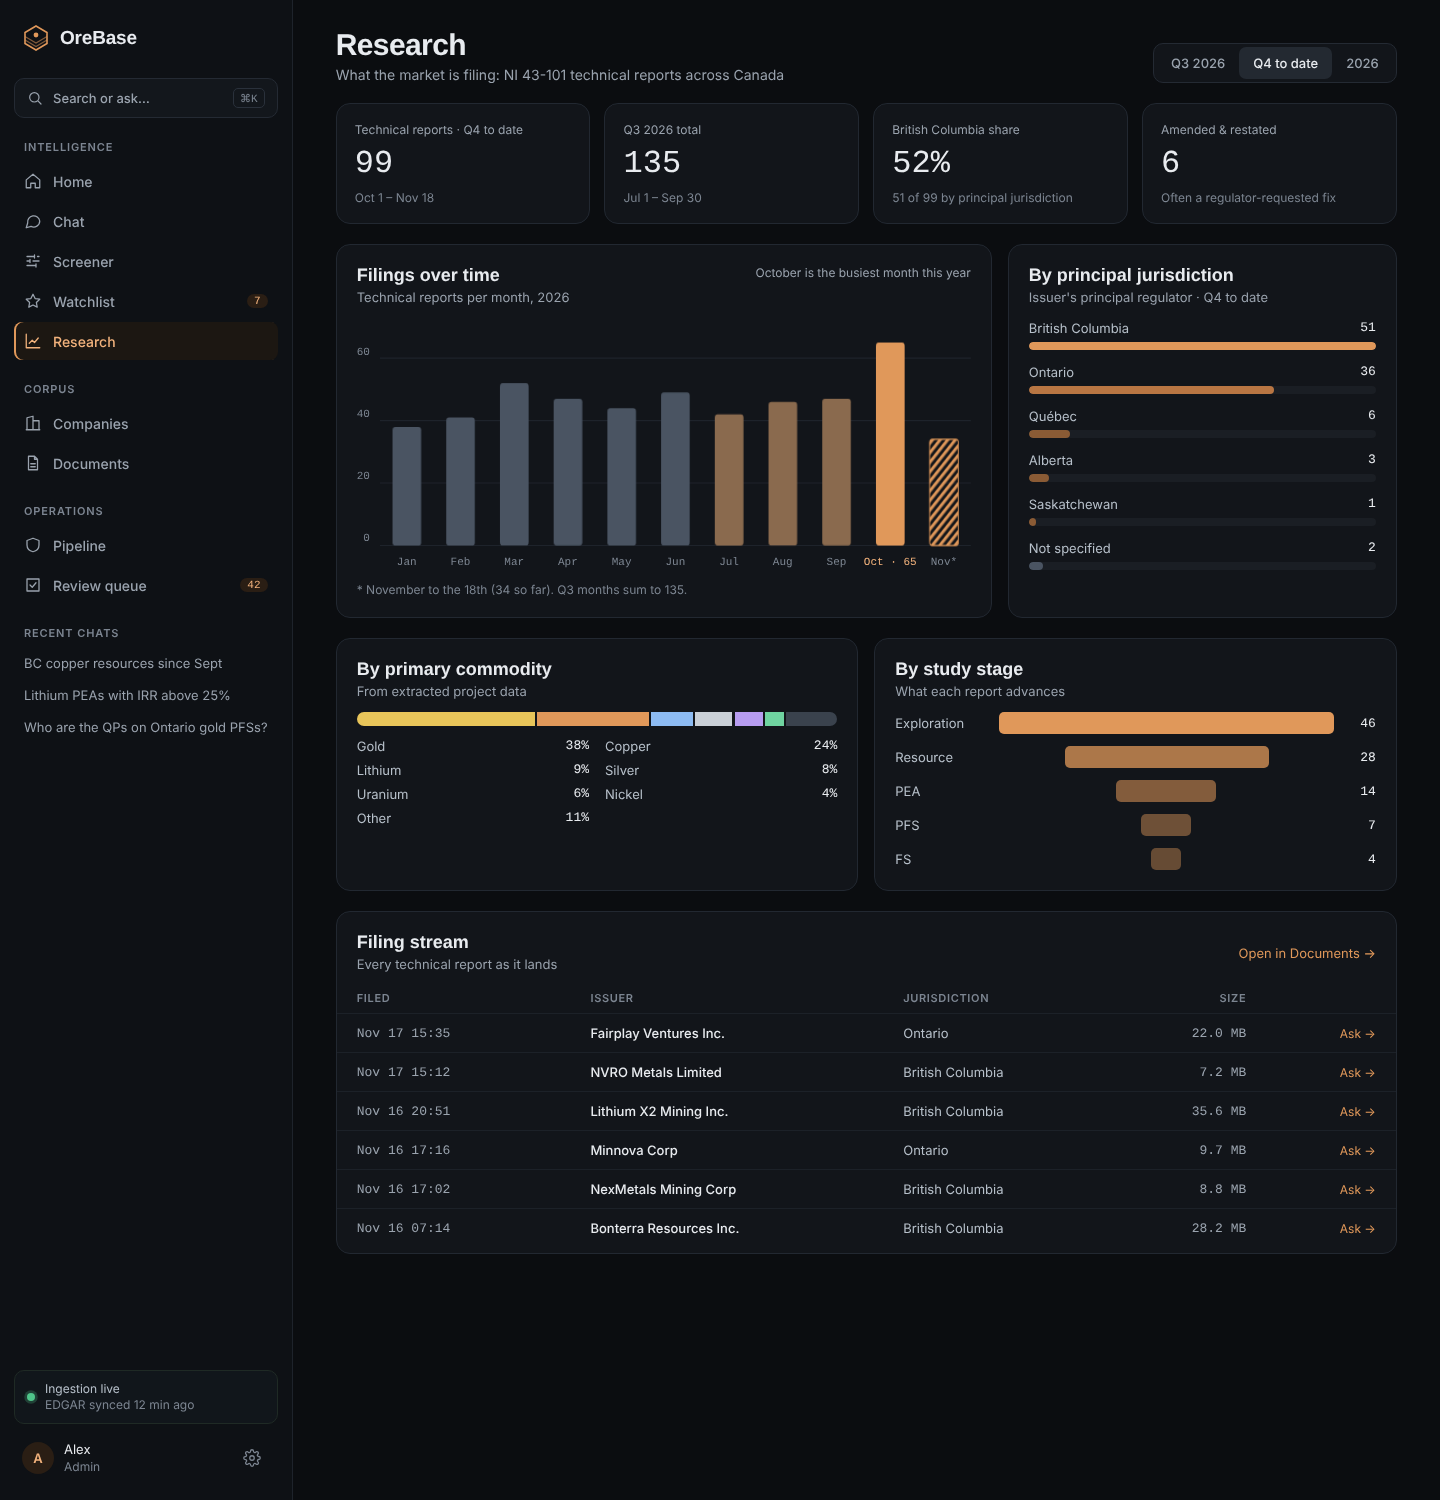 OreBase
Search or ask...
⌘K
INTELLIGENCE
Home
Chat
Screener
Watchlist 7
Research
CORPUS
Companies
Documents
OPERATIONS
Pipeline
Review queue 42
RECENT CHATS
BC copper resources since Sept
Lithium PEAs with IRR above 25%
Who are the QPs on Ontario gold PFSs?
Ingestion live
EDGAR synced 12 min ago
A
Alex
Admin
Research
What the market is filing: NI 43-101 technical reports across Canada
Q3 2026 Q4 to date 2026
Technical reports · Q4 to date
99
Oct 1 – Nov 18
Q3 2026 total
135
Jul 1 – Sep 30
British Columbia share
52%
51 of 99 by principal jurisdiction
Amended & restated
6
Often a regulator-requested fix
Filings over time
Technical reports per month, 2026
October is the busiest month this year
60
40
20
0
Jan Feb Mar Apr May Jun Jul Aug Sep Oct · 65 Nov*
* November to the 18th (34 so far). Q3 months sum to 135.
By principal jurisdiction
Issuer's principal regulator · Q4 to date
British Columbia 51
Ontario 36
Québec 6
Alberta 3
Saskatchewan 1
Not specified 2
By primary commodity
From extracted project data
Gold 38% Copper 24%
Lithium 9% Silver 8%
Uranium 6% Nickel 4%
Other 11%
By study stage
What each report advances
Exploration 46
Resource 28
PEA 14
PFS 7
FS 4
Filing stream
Every technical report as it lands
Open in Documents →
FILED ISSUER JURISDICTION SIZE
Nov 17 15:35 Fairplay Ventures Inc. Ontario 22.0 MB Ask →
Nov 17 15:12 NVRO Metals Limited British Columbia 7.2 MB Ask →
Nov 16 20:51 Lithium X2 Mining Inc. British Columbia 35.6 MB Ask →
Nov 16 17:16 Minnova Corp Ontario 9.7 MB Ask →
Nov 16 17:02 NexMetals Mining Corp British Columbia 8.8 MB Ask →
Nov 16 07:14 Bonterra Resources Inc. British Columbia 28.2 MB Ask →